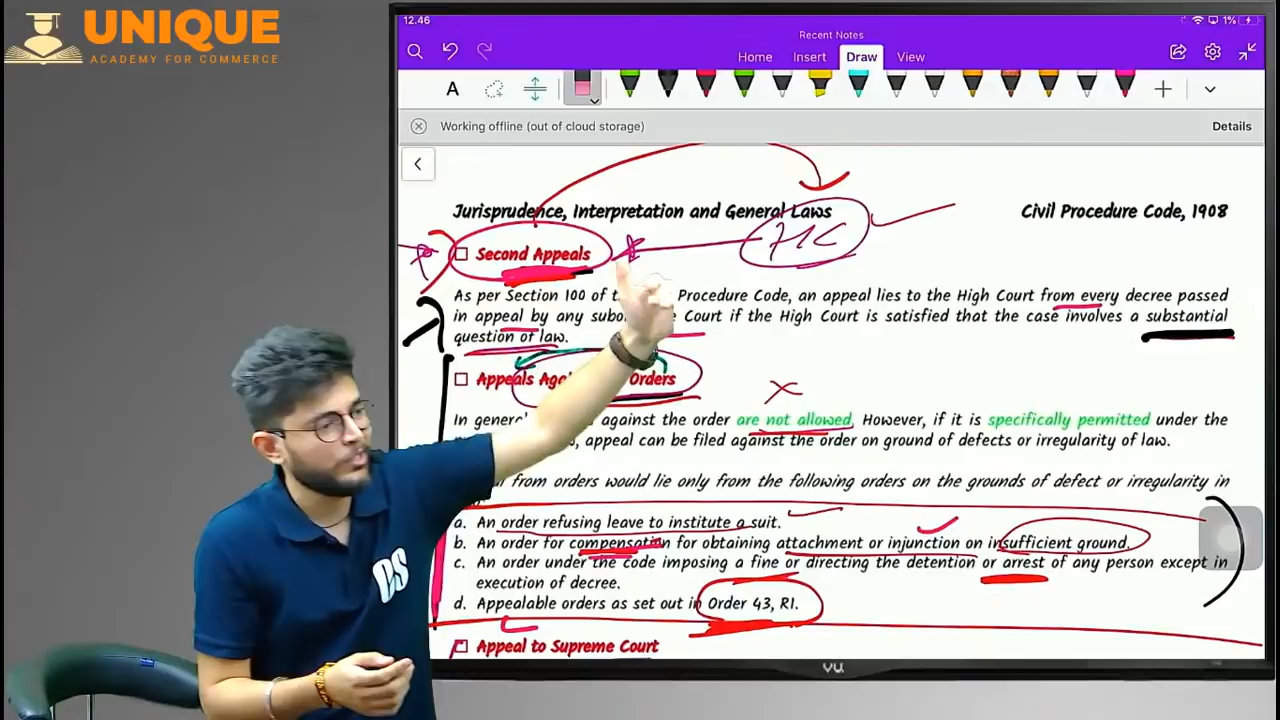 UNIQUE
ACADEMY FOR COMMERCE
12.46
1%
Recent Notes
Home Insert Draw View
A
Working offline (out of cloud storage) Details
Jurisprudence, Interpretation and General Laws Civil Procedure Code, 1908
HC
Second Appeals
As per Section 100 of Procedure Code, an appeal lies to the High Court from every decree passed
in appeal by any Court if the High Court is satisfied that the case involves a substantial
question of law.
Appeals Orders
In against the order are not allowed. However, if it is specifically permitted under the
appeal can be filed against the order on ground of defects or irregularity of law.
from orders would lie only from the following orders on the grounds of defect or irregularity in
a. An order refusing leave to institute a suit.
b. An order for compensation for obtaining attachment or injunction on insufficient ground.
c. An order under the code imposing a fine or directing the detention or arrest of any person except in
execution of decree.
d. Appealable orders as set out in Order 43, R1.
Appeal to Supreme Court
CS
VU